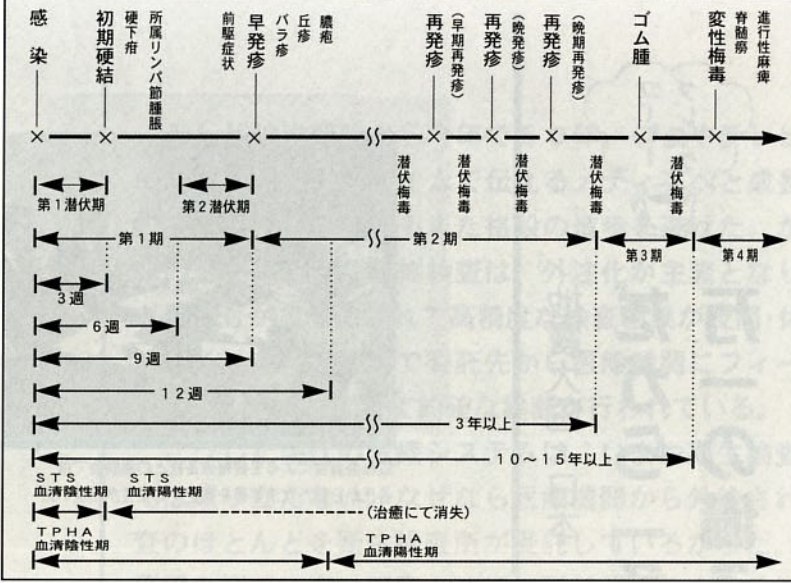 感染
初期硬結
硬下疳
所属リンパ節腫脹
前駆症状
早発疹
バラ疹
丘疹
膿疱
再発疹
(早期再発疹)
再発疹
(晩発疹)
再発疹
(晩期再発疹)
ゴム腫
変性梅毒
脊髄癆
進行性麻痺
潜伏梅毒
潜伏梅毒
潜伏梅毒
潜伏梅毒
潜伏梅毒
第1潜伏期
第2潜伏期
第1期
第2期
第3期
第4期
3週
6週
9週
12週
3年以上
10~15年以上
STS
血清陰性期
STS
血清陽性期
(治癒にて消失)
TPHA
血清陰性期
TPHA
血清陽性期